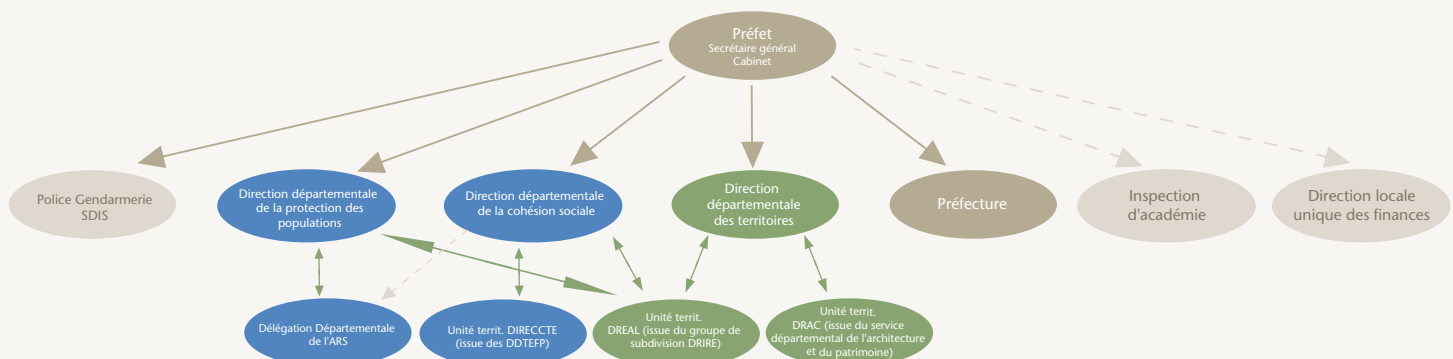 Préfet
Secrétaire général
Cabinet
Police Gendarmerie
SDIS
Direction départementale
de la protection des
populations
Direction départementale
de la cohésion sociale
Direction
départementale
des territoires
Préfecture
Inspection
d'académie
Direction locale
unique des finances
Délégation Départementale
de l'ARS
Unité territ. DIRECCTE
(issue des DDTEFP)
Unité territ.
DREAL (issue du groupe de
subdivision DRIRE)
Unité territ.
DRAC (issue du service
départemental de l'architecture
et du patrimoine)